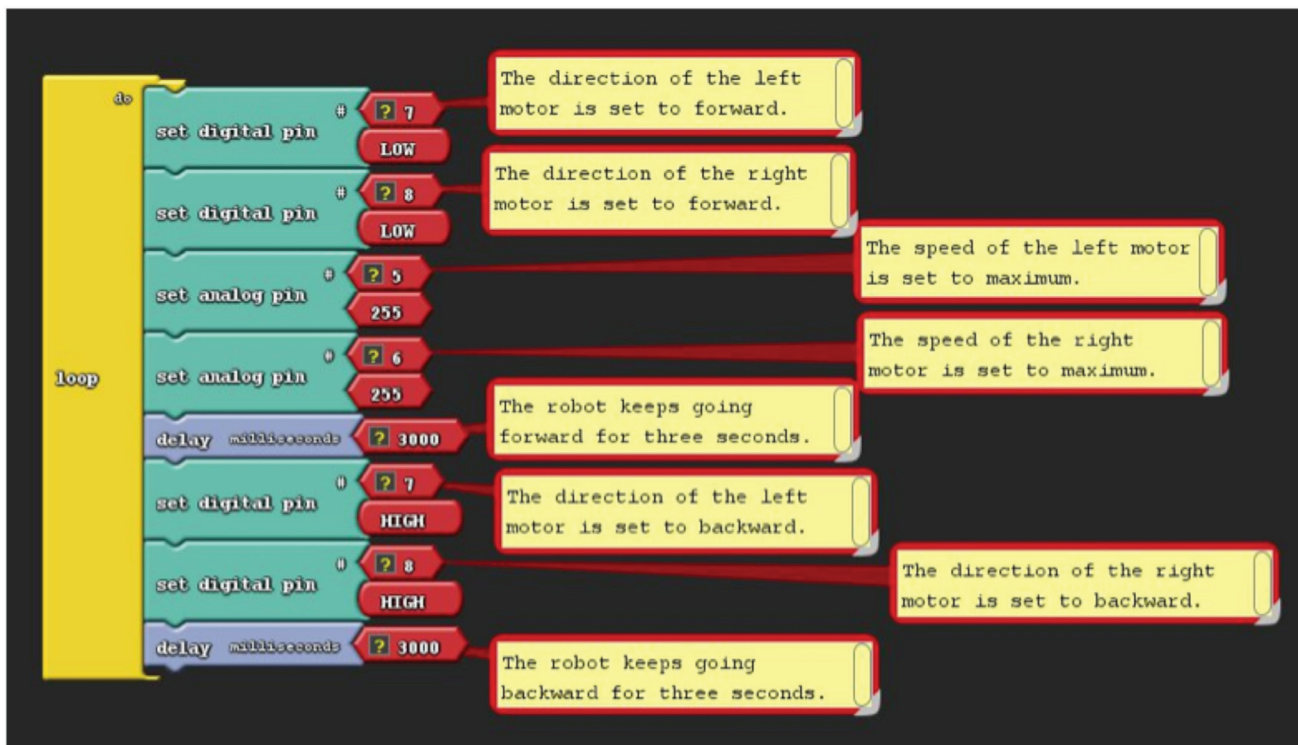 do
set digital pin # ? 7
LOW
The direction of the left
motor is set to forward.
set digital pin # ? 8
LOW
The direction of the right
motor is set to forward.
set analog pin # ? 5
255
The speed of the left motor
is set to maximum.
loop
set analog pin # ? 6
255
The speed of the right
motor is set to maximum.
delay milliseconds ? 3000
The robot keeps going
forward for three seconds.
set digital pin # ? 7
HIGH
The direction of the left
motor is set to backward.
set digital pin # ? 8
HIGH
The direction of the right
motor is set to backward.
delay milliseconds ? 3000
The robot keeps going
backward for three seconds.